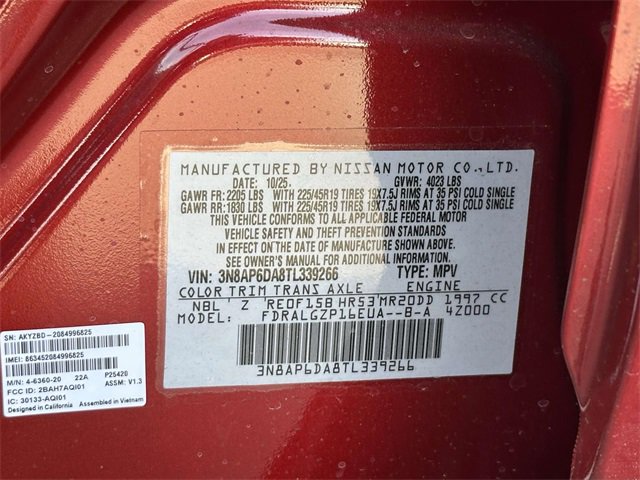 MANUFACTURED BY NISSAN MOTOR CO.,LTD.
DATE: 10/25. GVWR: 4023 LBS
GAWR FR: 2205 LBS WITH 225/45R19 TIRES 19X7.5J RIMS AT 35 PSI COLD SINGLE
GAWR RR: 1830 LBS WITH 225/45R19 TIRES 19X7.5J RIMS AT 35 PSI COLD SINGLE
THIS VEHICLE CONFORMS TO ALL APPLICABLE FEDERAL MOTOR
VEHICLE SAFETY AND THEFT PREVENTION STANDARDS
IN EFFECT ON THE DATE OF MANUFACTURE SHOWN ABOVE.
SEE OWNER'S MANUAL FOR ADDITIONAL INFORMATION.
VIN: 3N8AP6DA8TL339266 TYPE: MPV
COLOR TRIM TRANS AXLE ENGINE
NBL ' Z 'RE0F15B HR53'MR20DD 1997 CC
MODEL: FDRALGZP16EUA--B-A 4Z000
3N8AP6DA8TL339266
SN: AKYZBD-2084996825
IMEI: 863452084996825
M/N: 4-6360-20 22A P25420
FCC ID: 2BAH7AQI01 ASSM: V1.3
IC: 30133-AQI01
Designed in California Assembled in Vietnam